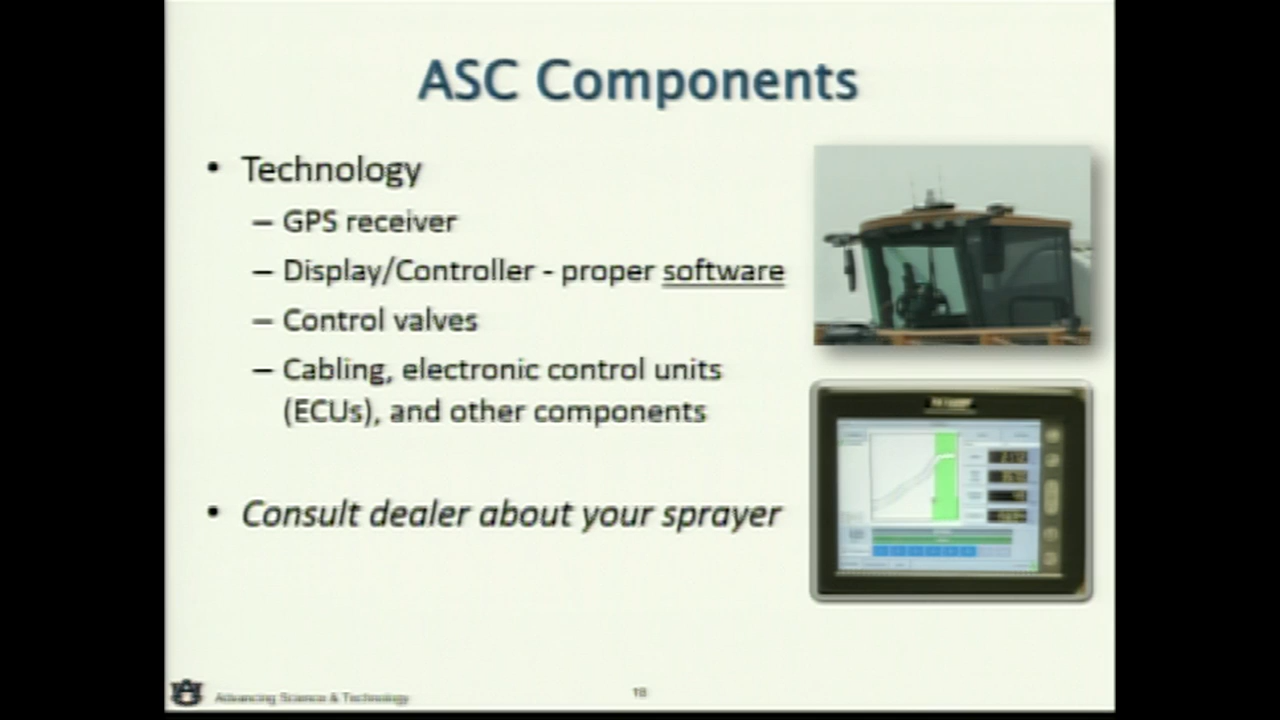 ASC Components
• Technology
– GPS receiver
– Display/Controller - proper software
– Control valves
– Cabling, electronic control units
(ECUs), and other components
• Consult dealer about your sprayer
Advancing Science & Technology
18